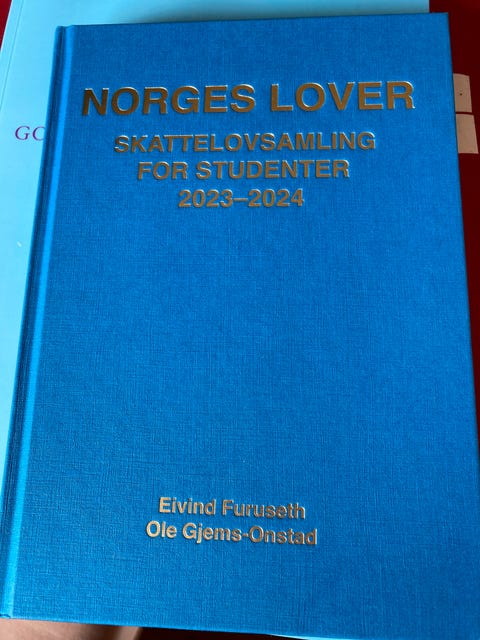 NORGES LOVER
SKATTELOVSAMLING
FOR STUDENTER
2023–2024
Eivind Furuseth
Ole Gjems-Onstad